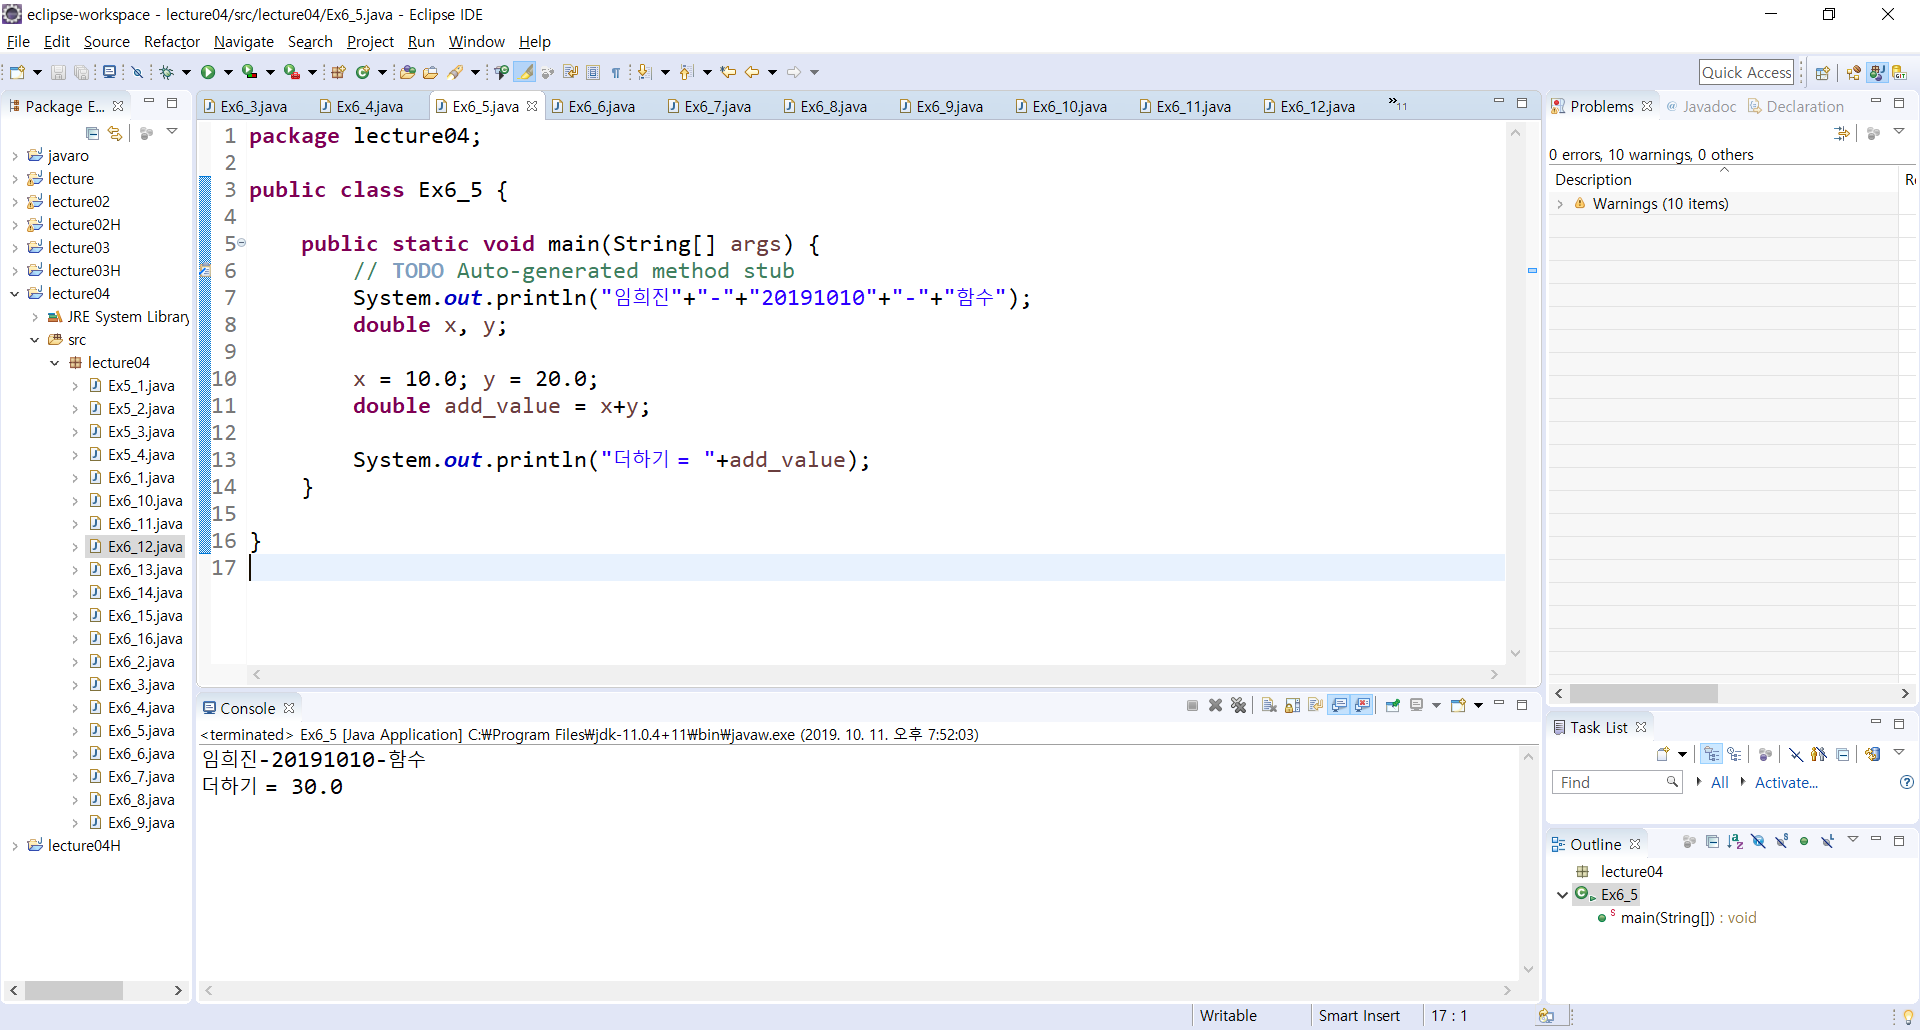 eclipse-workspace - lecture04/src/lecture04/Ex6_5.java - Eclipse IDE
File Edit Source Refactor Navigate Search Project Run Window Help
Quick Access
Package E...
javaro
lecture
lecture02
lecture02H
lecture03
lecture03H
lecture04
JRE System Library
src
lecture04
Ex5_1.java
Ex5_2.java
Ex5_3.java
Ex5_4.java
Ex6_1.java
Ex6_10.java
Ex6_11.java
Ex6_12.java
Ex6_13.java
Ex6_14.java
Ex6_15.java
Ex6_16.java
Ex6_2.java
Ex6_3.java
Ex6_4.java
Ex6_5.java
Ex6_6.java
Ex6_7.java
Ex6_8.java
Ex6_9.java
lecture04H
Ex6_3.java Ex6_4.java Ex6_5.java Ex6_6.java Ex6_7.java Ex6_8.java Ex6_9.java Ex6_10.java Ex6_11.java Ex6_12.java »11
1 package lecture04;
2
3 public class Ex6_5 {
4
5 public static void main(String[] args) {
6 // TODO Auto-generated method stub
7 System.out.println("임희진"+"-"+"20191010"+"-"+"함수");
8 double x, y;
9
10 x = 10.0; y = 20.0;
11 double add_value = x+y;
12
13 System.out.println("더하기 = "+add_value);
14 }
15
16 }
17
Console
<terminated> Ex6_5 [Java Application] C:₩Program Files₩jdk-11.0.4+11₩bin₩javaw.exe (2019. 10. 11. 오후 7:52:03)
임희진-20191010-함수
더하기 = 30.0
Problems @ Javadoc Declaration
0 errors, 10 warnings, 0 others
Description
Warnings (10 items)
Task List
Find All Activate...
Outline
lecture04
Ex6_5
main(String[]) : void
Writable Smart Insert 17 : 1